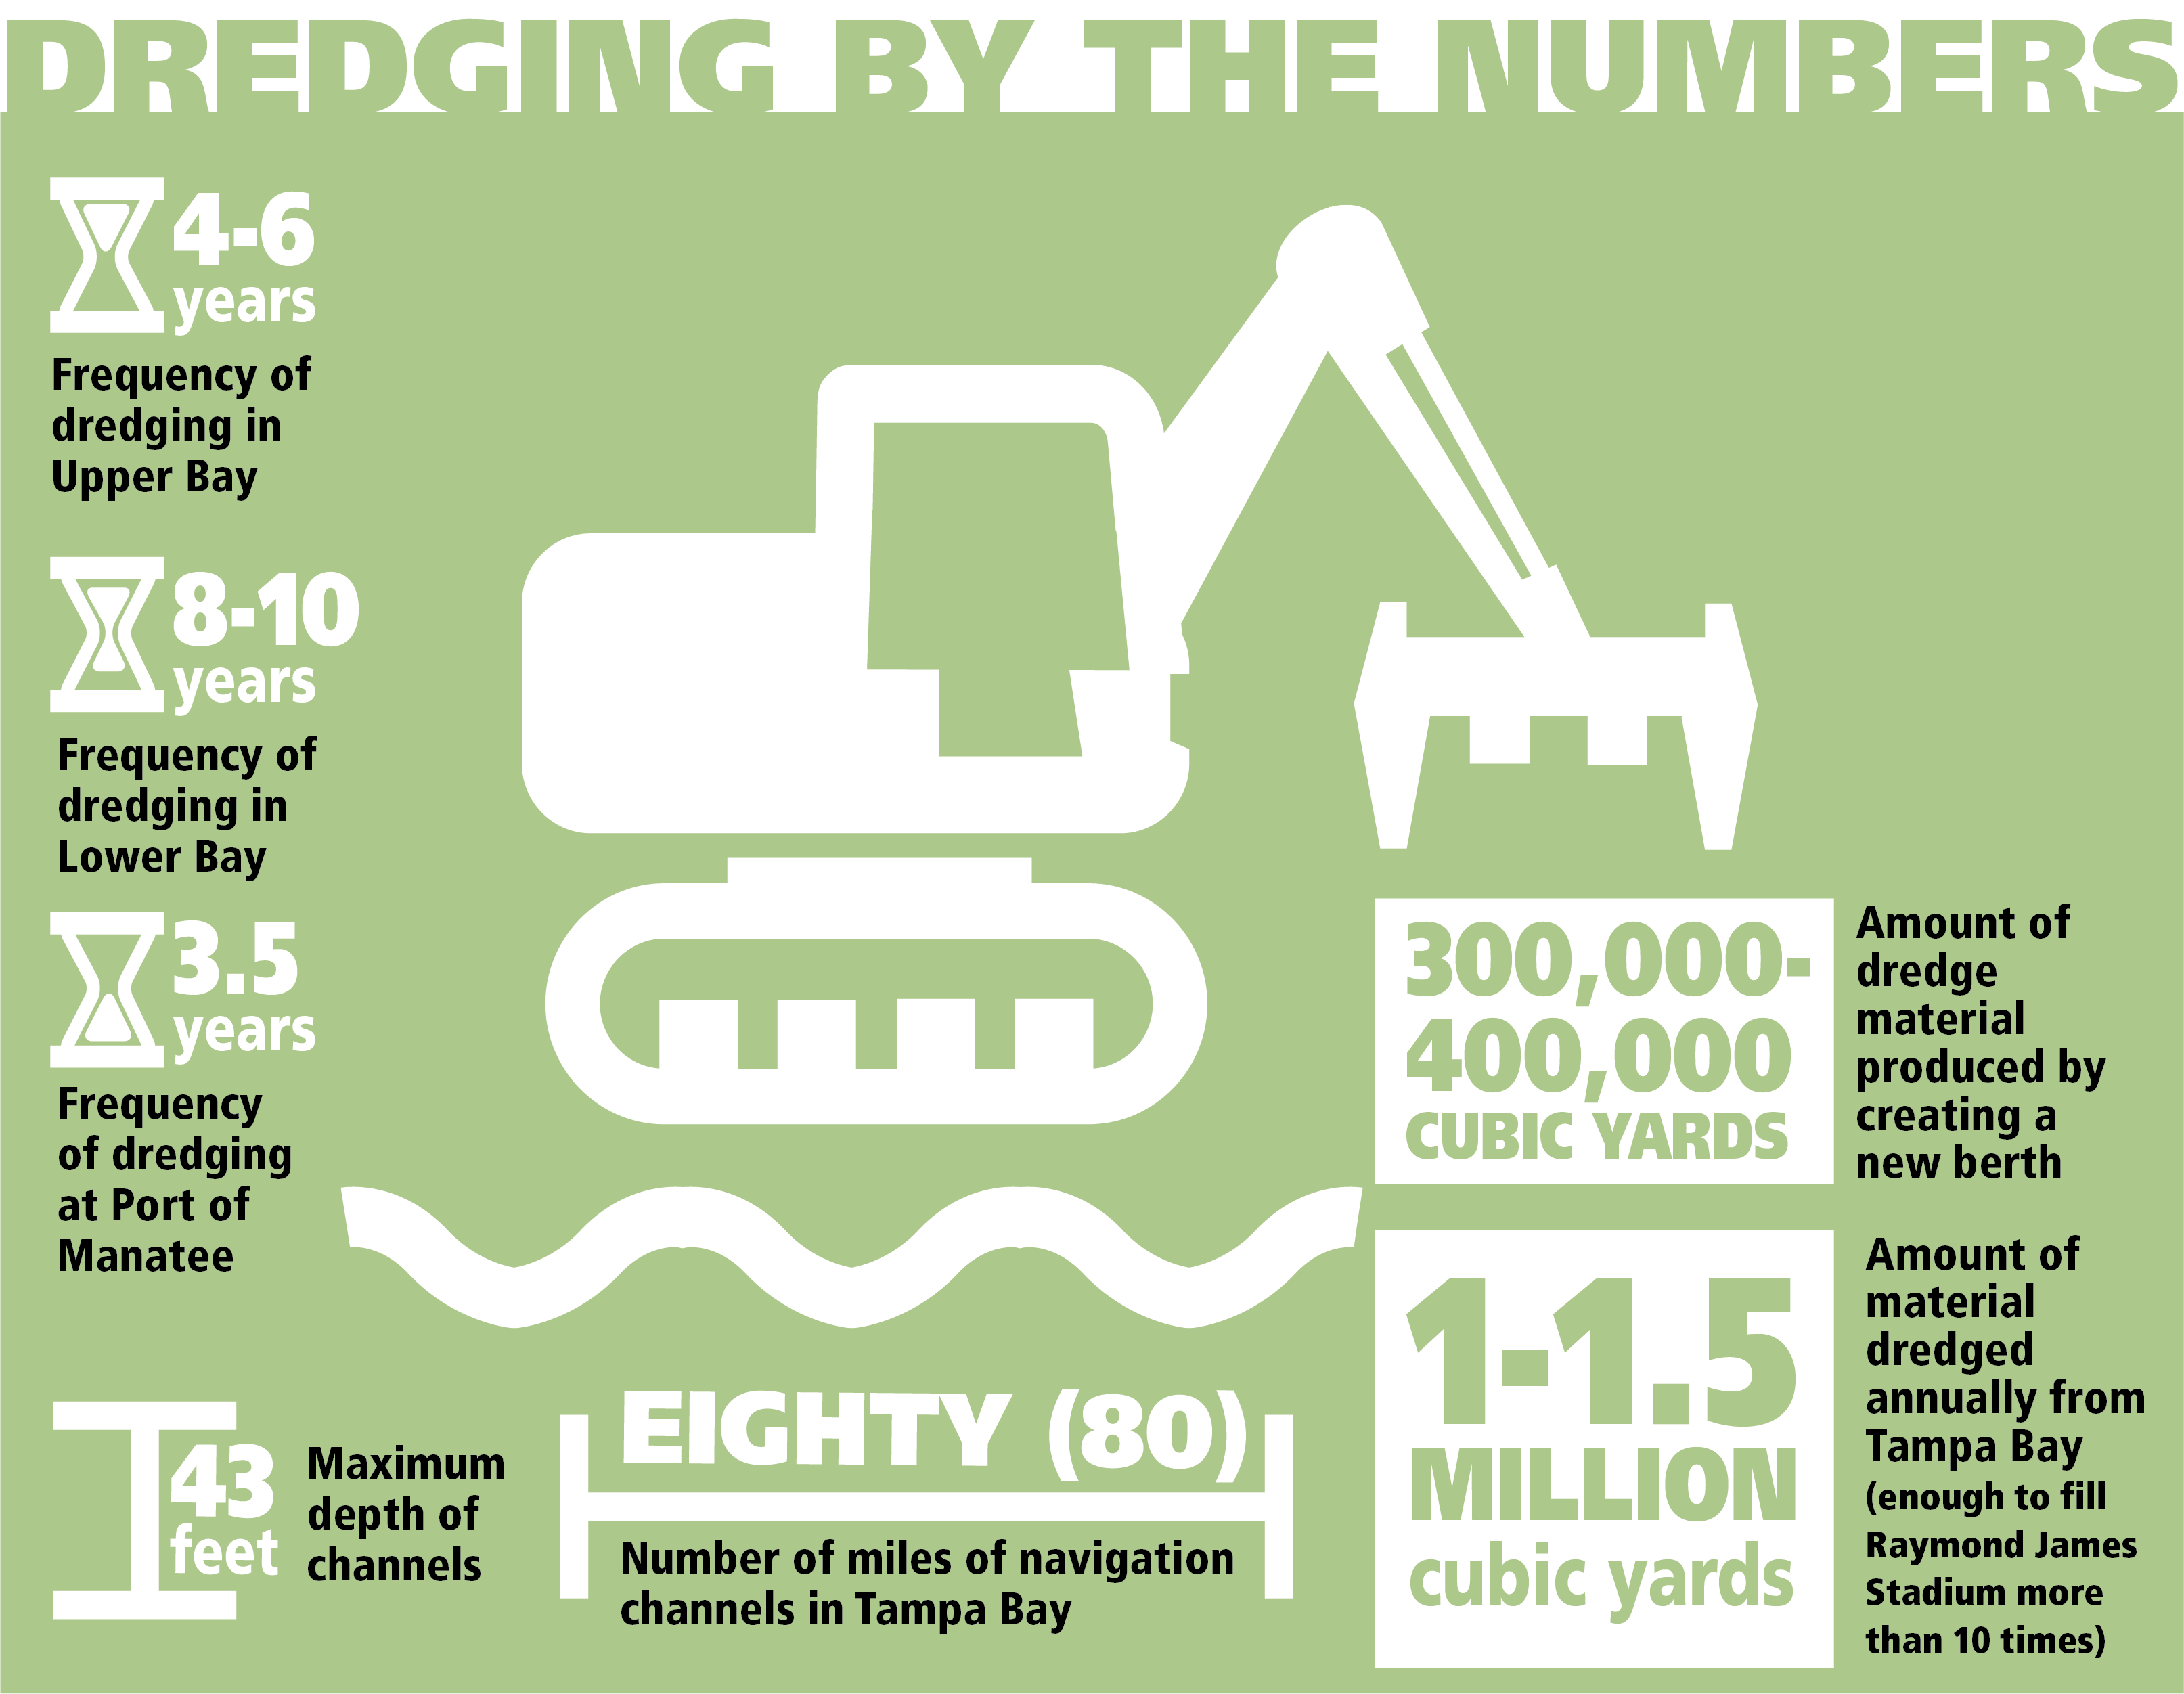 DREDGING BY THE NUMBERS
4-6
years
Frequency of
dredging in
Upper Bay
8-10
years
Frequency of
dredging in
Lower Bay
3.5
years
Frequency
of dredging
at Port of
Manatee
43
feet
Maximum
depth of
channels
EIGHTY (80)
Number of miles of navigation
channels in Tampa Bay
300,000-
400,000
CUBIC YARDS
Amount of
dredge
material
produced by
creating a
new berth
1-1.5
MILLION
cubic yards
Amount of
material
dredged
annually from
Tampa Bay
(enough to fill
Raymond James
Stadium more
than 10 times)